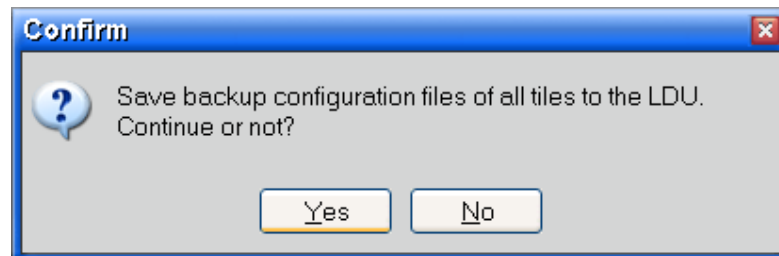 Confirm
Save backup configuration files of all tiles to the LDU.
Continue or not?
Yes
No